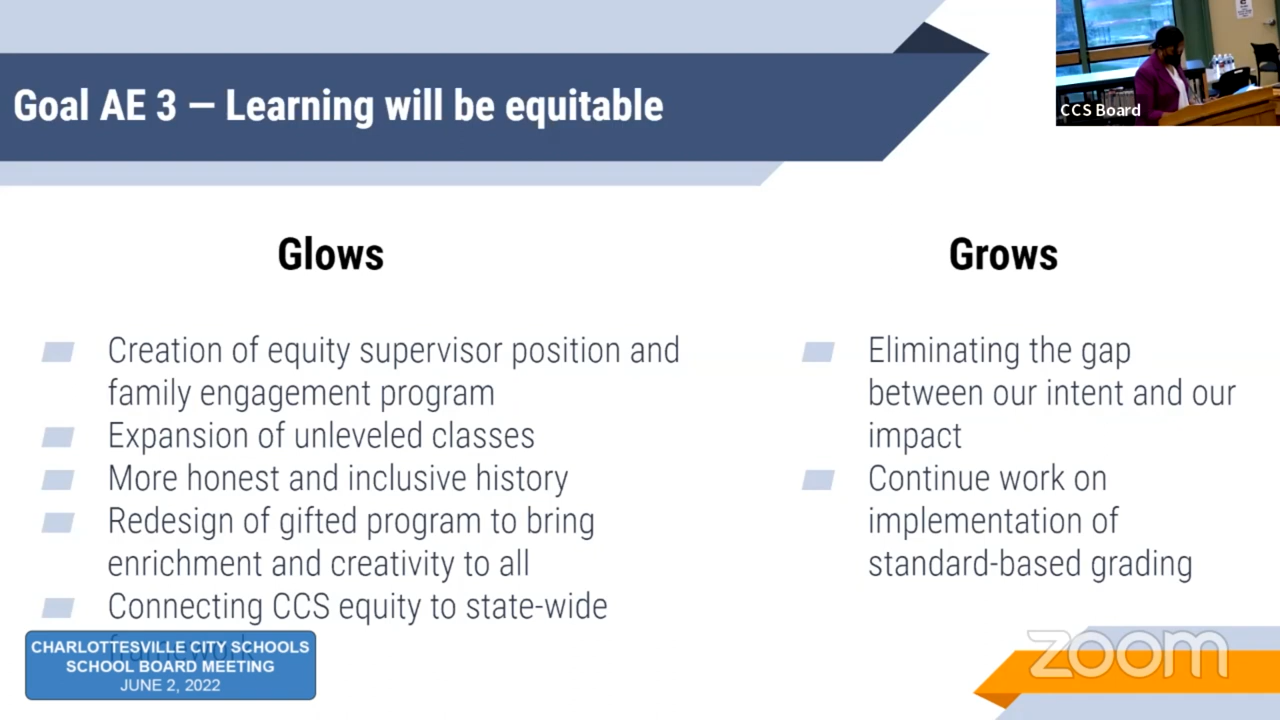 Goal AE 3 — Learning will be equitable
CCS Board
Glows
Creation of equity supervisor position and
family engagement program
Expansion of unleveled classes
More honest and inclusive history
Redesign of gifted program to bring
enrichment and creativity to all
Connecting CCS equity to state-wide
framework
Grows
Eliminating the gap
between our intent and our
impact
Continue work on
implementation of
standard-based grading
CHARLOTTESVILLE CITY SCHOOLS
SCHOOL BOARD MEETING
JUNE 2, 2022
zoom